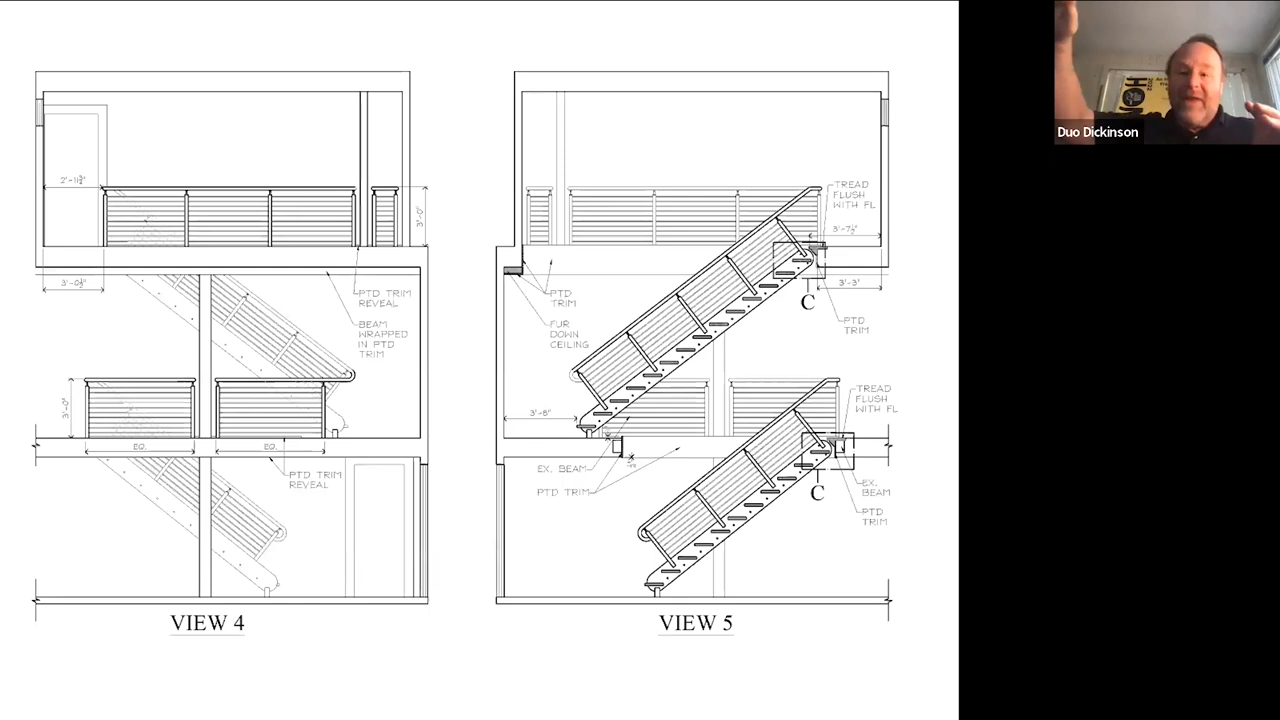 2'-11¾"
3'-0"
3'-0½"
PTD TRIM
REVEAL
BEAM
WRAPPED
IN PTD
TRIM
3'-0"
EQ.
EQ.
PTD TRIM
REVEAL
VIEW 4
TREAD
FLUSH
WITH FL
3'-7½"
3'-3"
C
PTD
TRIM
PTD
TRIM
FUR
DOWN
CEILING
3'-8"
TREAD
FLUSH
WITH FL
EX. BEAM
PTD TRIM
C
EX.
BEAM
PTD
TRIM
VIEW 5
Duo Dickinson
2022